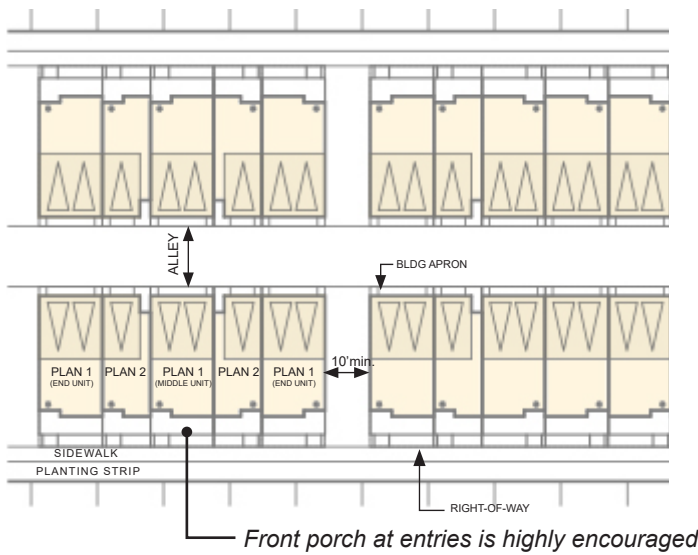 ALLEY
BLDG APRON
10'min.
PLAN 1
(END UNIT)
PLAN 2
PLAN 1
(MIDDLE UNIT)
PLAN 2
PLAN 1
(END UNIT)
SIDEWALK
PLANTING STRIP
RIGHT-OF-WAY
Front porch at entries is highly encouraged